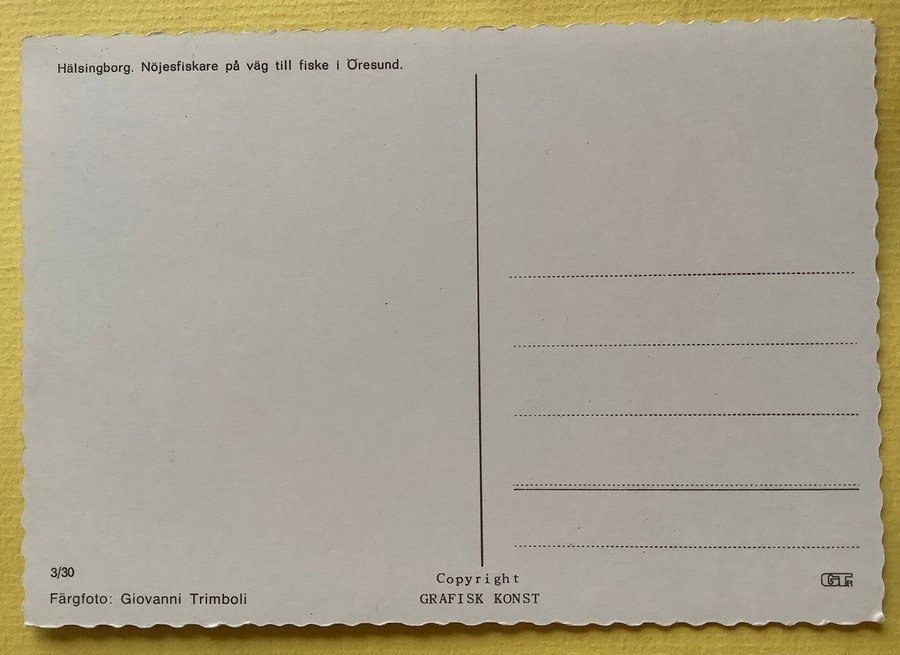 Hälsingborg. Nöjesfiskare på väg till fiske i Öresund.
3/30
Färgfoto: Giovanni Trimboli
Copyright
GRAFISK KONST